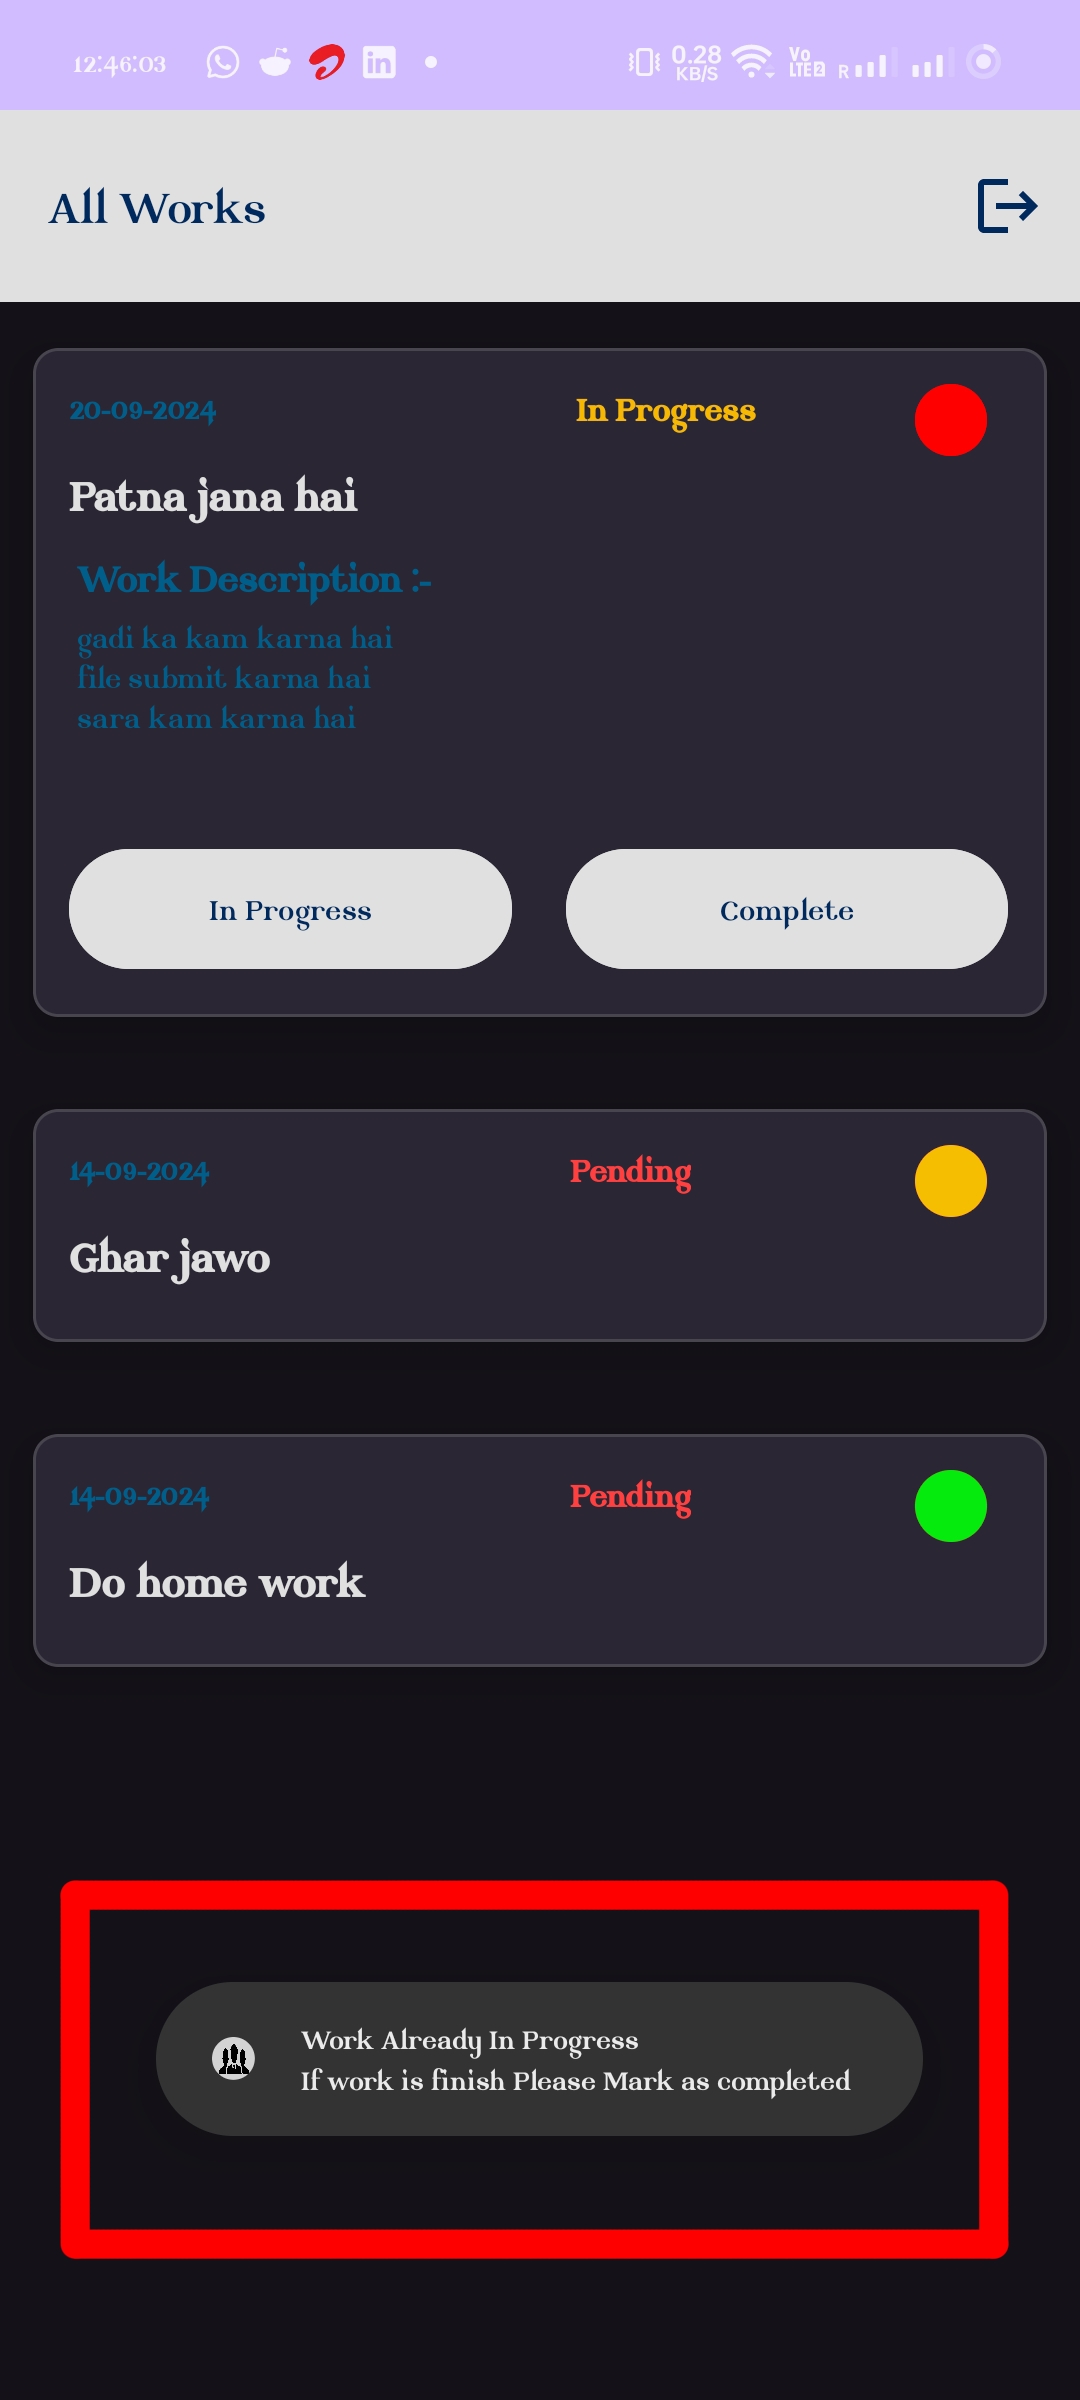 12:46:03
0.28
KB/S
Vo
LTE 2
R
All Works
20-09-2024
In Progress
Patna jana hai
Work Description :-
gadi ka kam karna hai
file submit karna hai
sara kam karna hai
In Progress
Complete
14-09-2024
Pending
Ghar jawo
14-09-2024
Pending
Do home work
Work Already In Progress
If work is finish Please Mark as completed